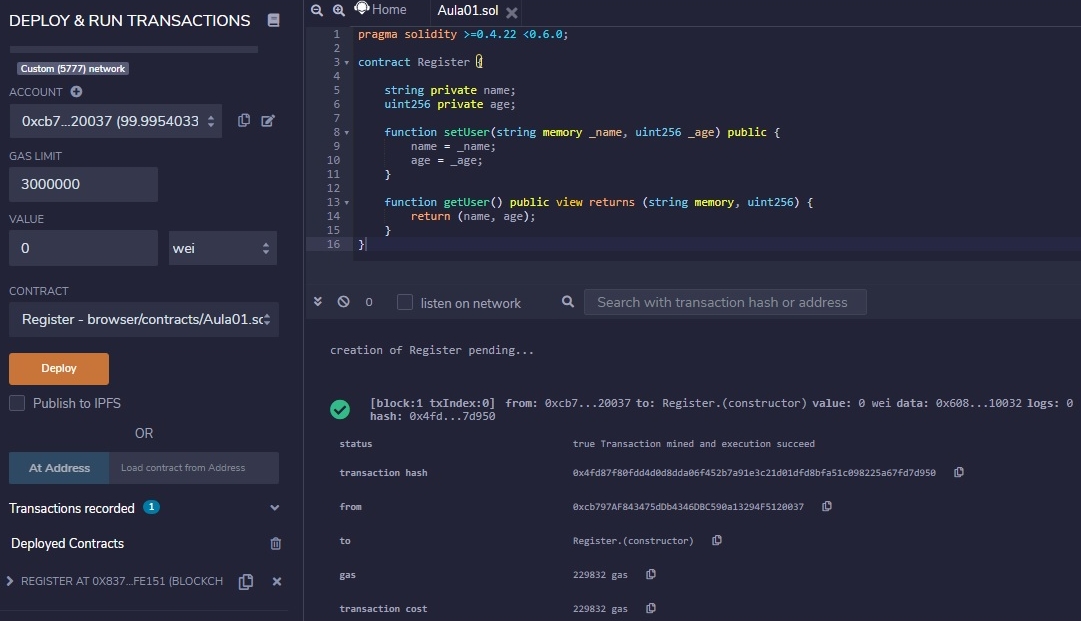 DEPLOY & RUN TRANSACTIONS
Custom (5777) network
ACCOUNT
0xcb7...20037 (99.9954033
GAS LIMIT
3000000
VALUE
0
wei
CONTRACT
Register - browser/contracts/Aula01.sc
Deploy
Publish to IPFS
OR
At Address
Load contract from Address
Transactions recorded 1
Deployed Contracts
REGISTER AT 0X837...FE151 (BLOCKCH
Home
Aula01.sol
1 pragma solidity >=0.4.22 <0.6.0;
2
3 contract Register {
4
5 string private name;
6 uint256 private age;
7
8 function setUser(string memory _name, uint256 _age) public {
9 name = _name;
10 age = _age;
11 }
12
13 function getUser() public view returns (string memory, uint256) {
14 return (name, age);
15 }
16 }
0
listen on network
Search with transaction hash or address
creation of Register pending...
[block:1 txIndex:0] from: 0xcb7...20037 to: Register.(constructor) value: 0 wei data: 0x608...10032 logs: 0
hash: 0x4fd...7d950
status true Transaction mined and execution succeed
transaction hash 0x4fd87f80fdd4d0d8dda06f452b7a91e3c21d01dfd8bfa51c098225a67fd7d950
from 0xcb797AF843475dDb4346DBC590a13294F5120037
to Register.(constructor)
gas 229832 gas
transaction cost 229832 gas